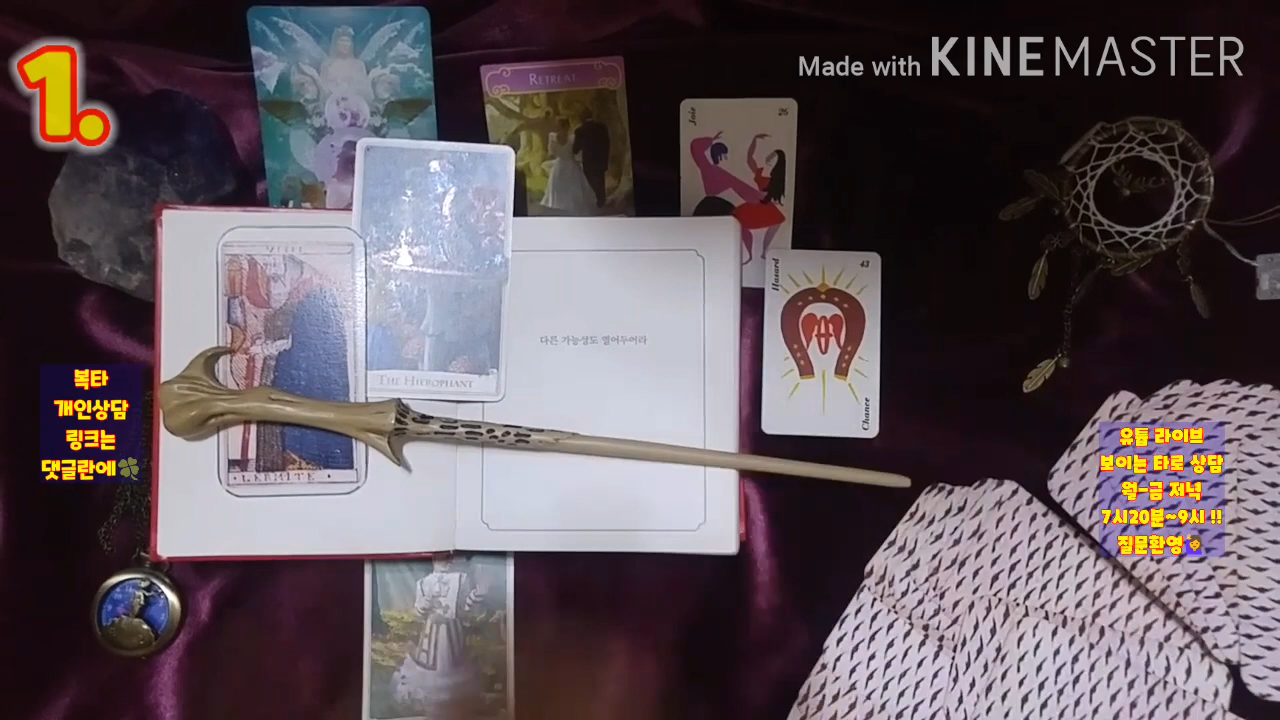 1.
Made with KINEMASTER
RETREAT
Joie
THE HIEROPHANT
다른 가능성도 열어두어라
Hasard
43
Chance
L'ERMITE
복타
개인상담
링크는
댓글란에🍀
유튭 라이브
보이는 타로 상담
월-금 저녁
7시20분~9시 !!
질문환영🙋